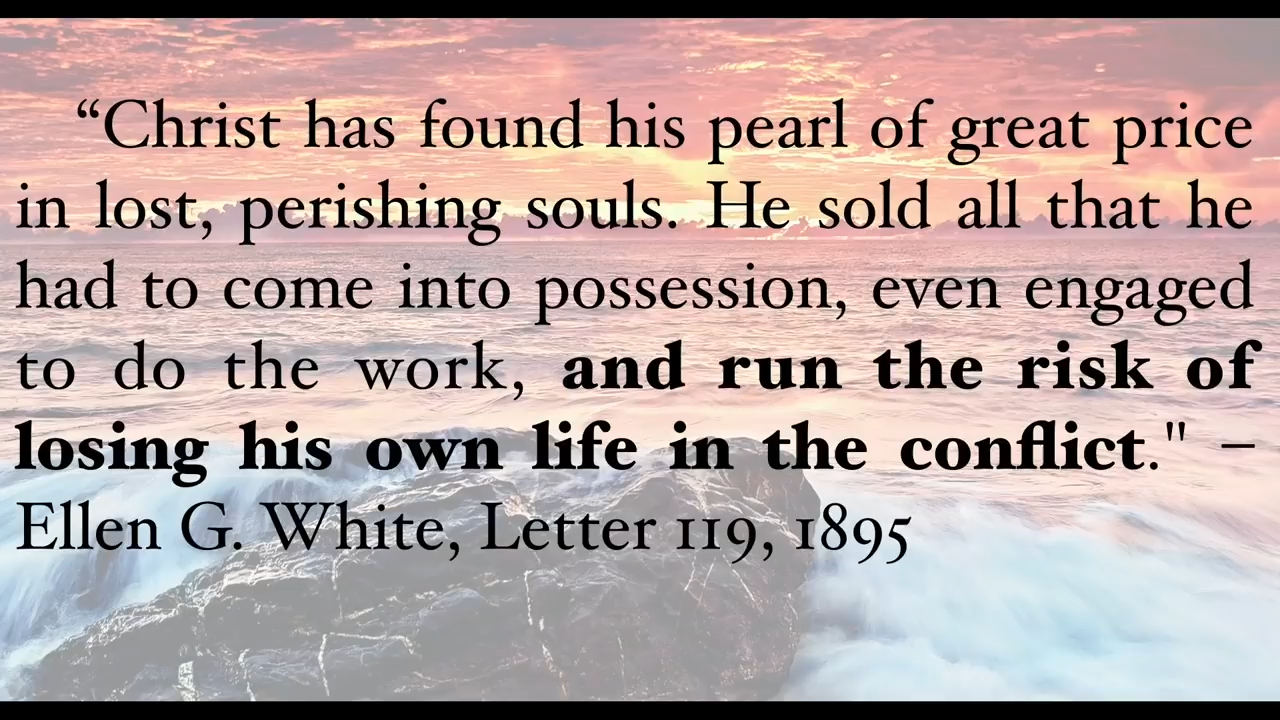 “Christ has found his pearl of great price
in lost, perishing souls. He sold all that he
had to come into possession, even engaged
to do the work, and run the risk of
losing his own life in the conflict." –
Ellen G. White, Letter 119, 1895